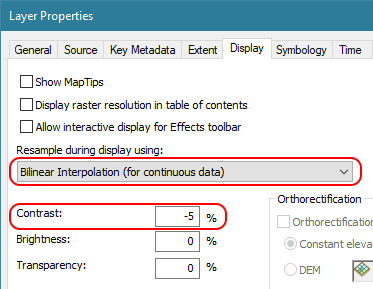 Layer Properties
General Source Key Metadata Extent Display Symbology Time
Show MapTips
Display raster resolution in table of contents
Allow interactive display for Effects toolbar
Resample during display using:
Bilinear Interpolation (for continuous data)
Contrast: -5 %
Orthorectification
Brightness: 0 %
Orthorectification
Constant eleva
Transparency: 0 %
DEM